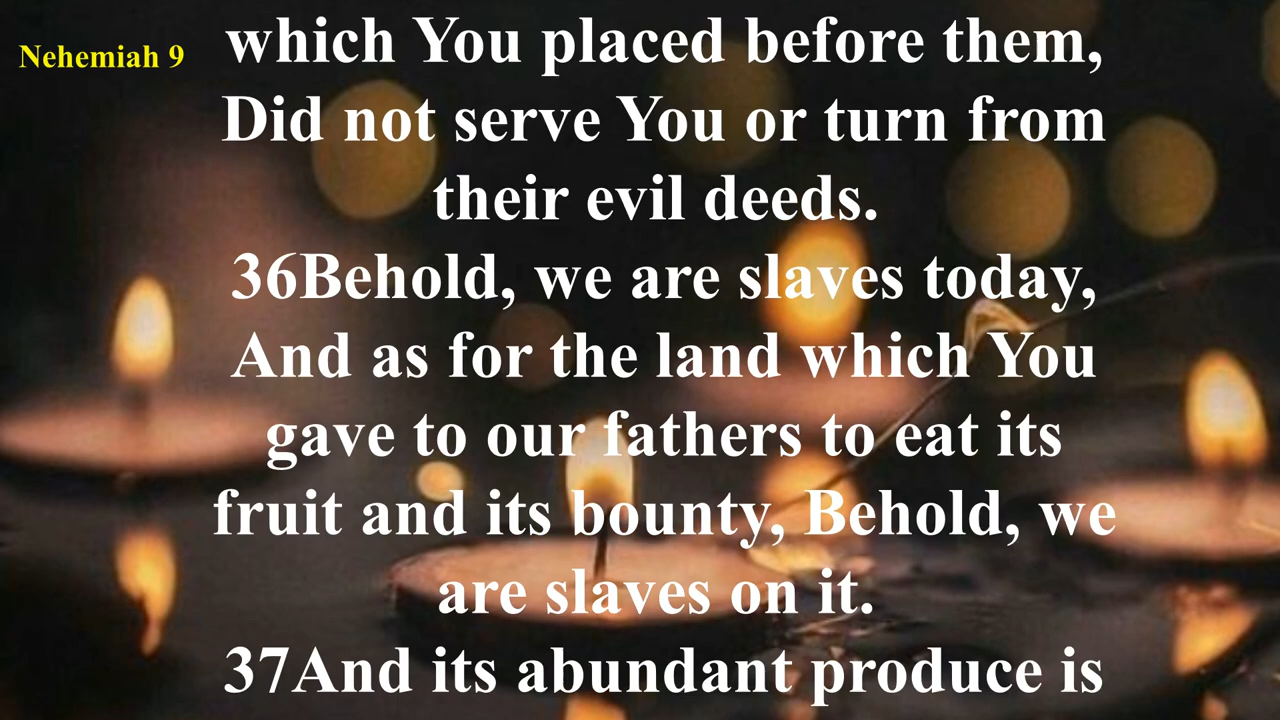 Nehemiah 9
which You placed before them,
Did not serve You or turn from
their evil deeds.
36Behold, we are slaves today,
And as for the land which You
gave to our fathers to eat its
fruit and its bounty, Behold, we
are slaves on it.
37And its abundant produce is